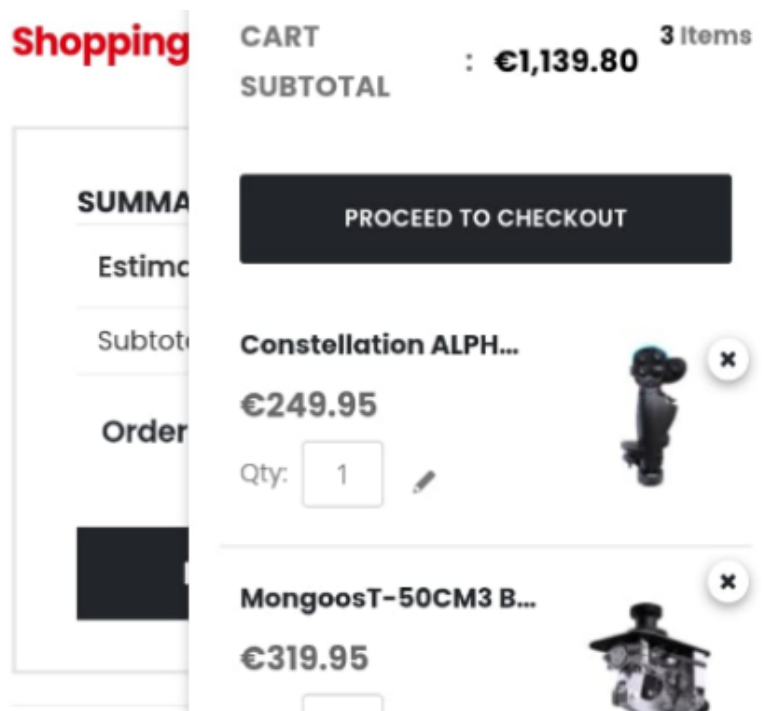 Shopping
CART
SUBTOTAL
: €1,139.80
3 Items
SUMMA
PROCEED TO CHECKOUT
Estima
Subtot
Order
Constellation ALPH...
€249.95
Qty: 1
MongoosT-50CM3 B...
€319.95